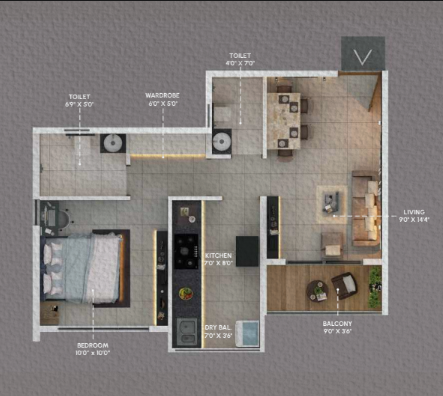 TOILET
4'0" X 7'0"
TOILET
6'9" X 5'0"
WARDROBE
6'0" X 5'0"
LIVING
9'0" X 14'4"
KITCHEN
7'0" X 8'0"
DRY BAL
7'0" X 3'6"
BALCONY
9'0" X 3'6"
BEDROOM
10'0" x 10'0"